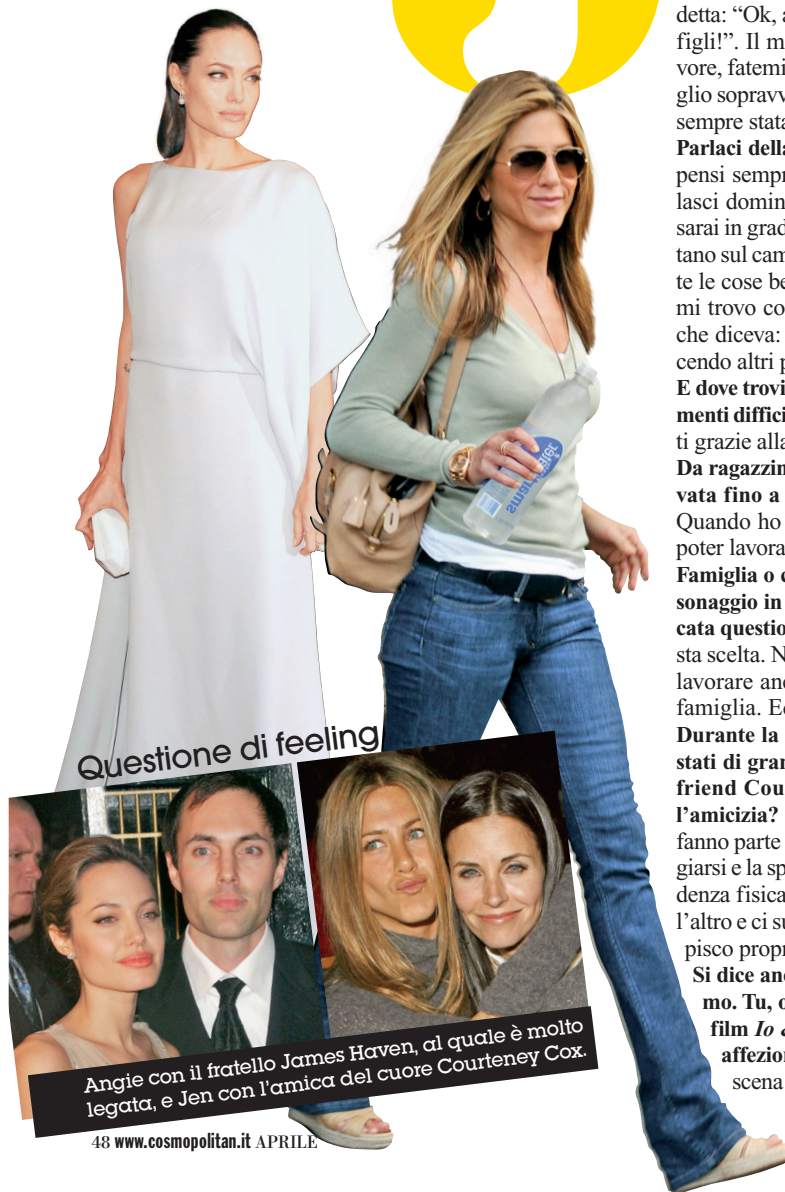 smartwater
Questione di feeling
Angie con il fratello James Haven, al quale è molto
legata, e Jen con l'amica del cuore Courteney Cox.
48 www.cosmopolitan.it APRILE
detta: “Ok, a
figli!”. Il m
vore, fatemi
glio sopravv
sempre stata
Parlaci della
pensi sempr
lasci domin
sarai in grad
tano sul cam
te le cose be
mi trovo co
che diceva:
cendo altri p
E dove trovi
menti diffici
ti grazie alla
Da ragazzin
vata fino a
Quando ho
poter lavora
Famiglia o c
sonaggio in
cata questio
sta scelta. N
lavorare anc
famiglia. Ec
Durante la
stati di gran
friend Cou
l'amicizia?
fanno parte
giarsi e la sp
denza fisica
l'altro e ci su
pisco propr
Si dice anc
mo. Tu, o
film Io &
affezion
scena